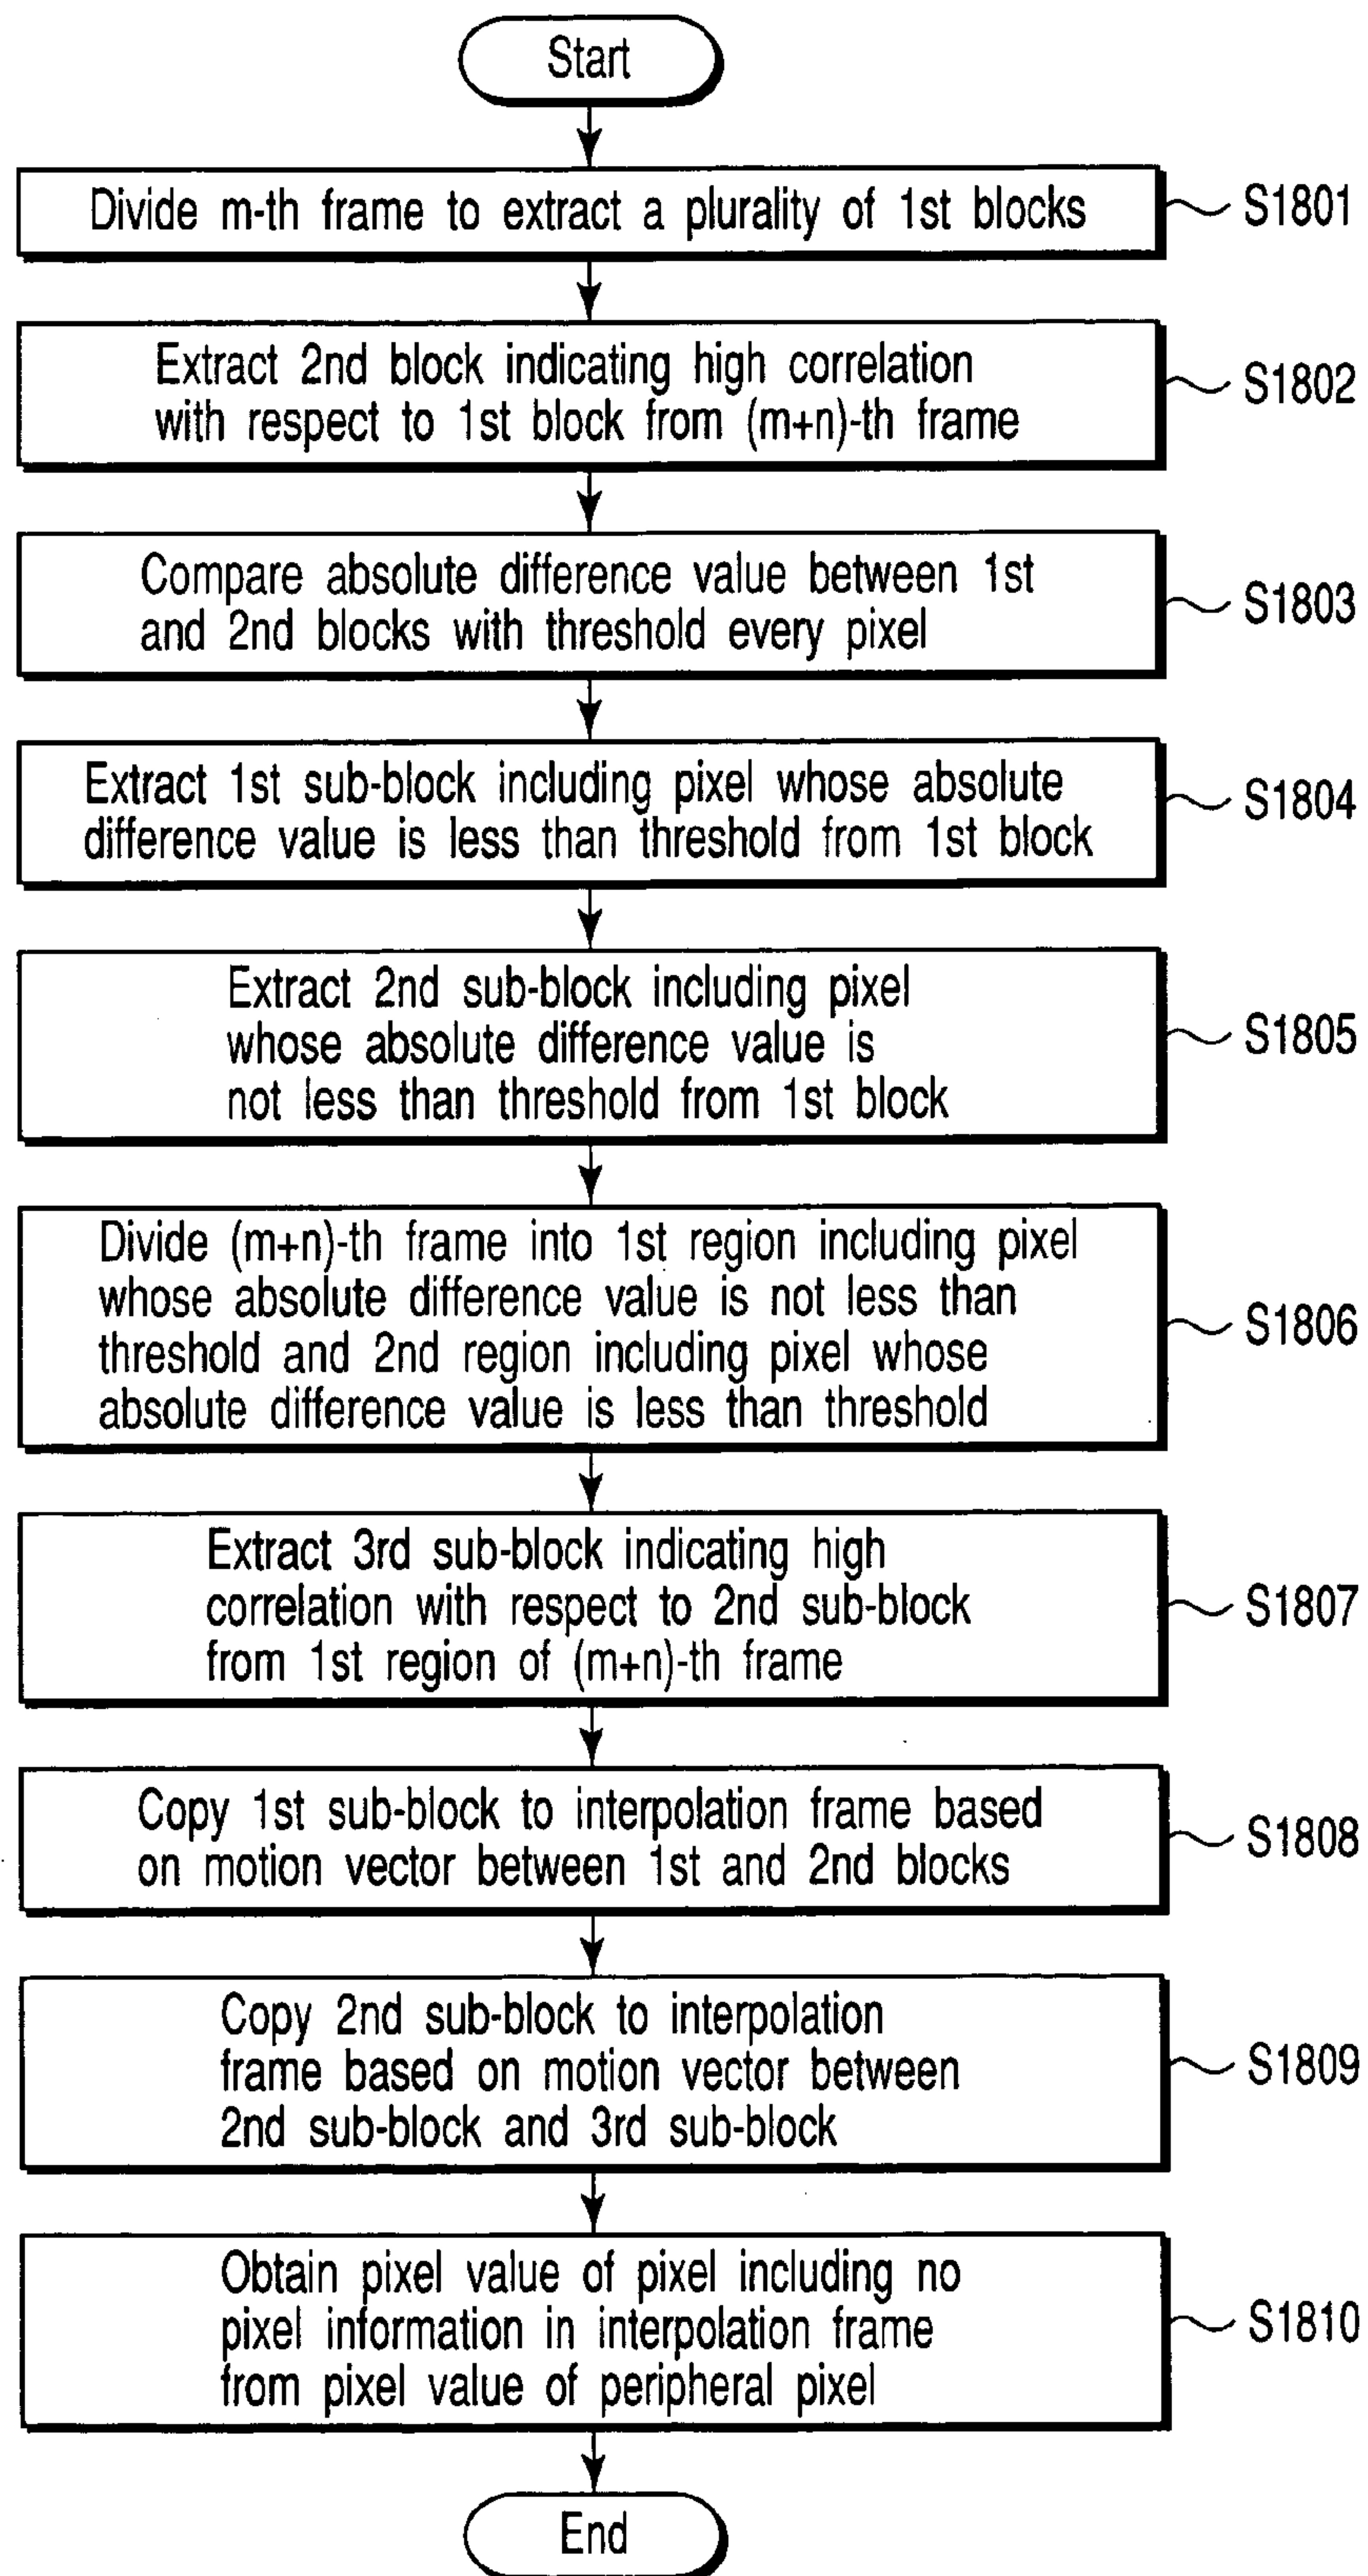 Start
Divide m-th frame to extract a plurality of 1st blocks
S1801
Extract 2nd block indicating high correlation
with respect to 1st block from (m+n)-th frame
S1802
Compare absolute difference value between 1st
and 2nd blocks with threshold every pixel
S1803
Extract 1st sub-block including pixel whose absolute
difference value is less than threshold from 1st block
S1804
Extract 2nd sub-block including pixel
whose absolute difference value is
not less than threshold from 1st block
S1805
Divide (m+n)-th frame into 1st region including pixel
whose absolute difference value is not less than
threshold and 2nd region including pixel whose
absolute difference value is less than threshold
S1806
Extract 3rd sub-block indicating high
correlation with respect to 2nd sub-block
from 1st region of (m+n)-th frame
S1807
Copy 1st sub-block to interpolation frame based
on motion vector between 1st and 2nd blocks
S1808
Copy 2nd sub-block to interpolation
frame based on motion vector between
2nd sub-block and 3rd sub-block
S1809
Obtain pixel value of pixel including no
pixel information in interpolation frame
from pixel value of peripheral pixel
S1810
End